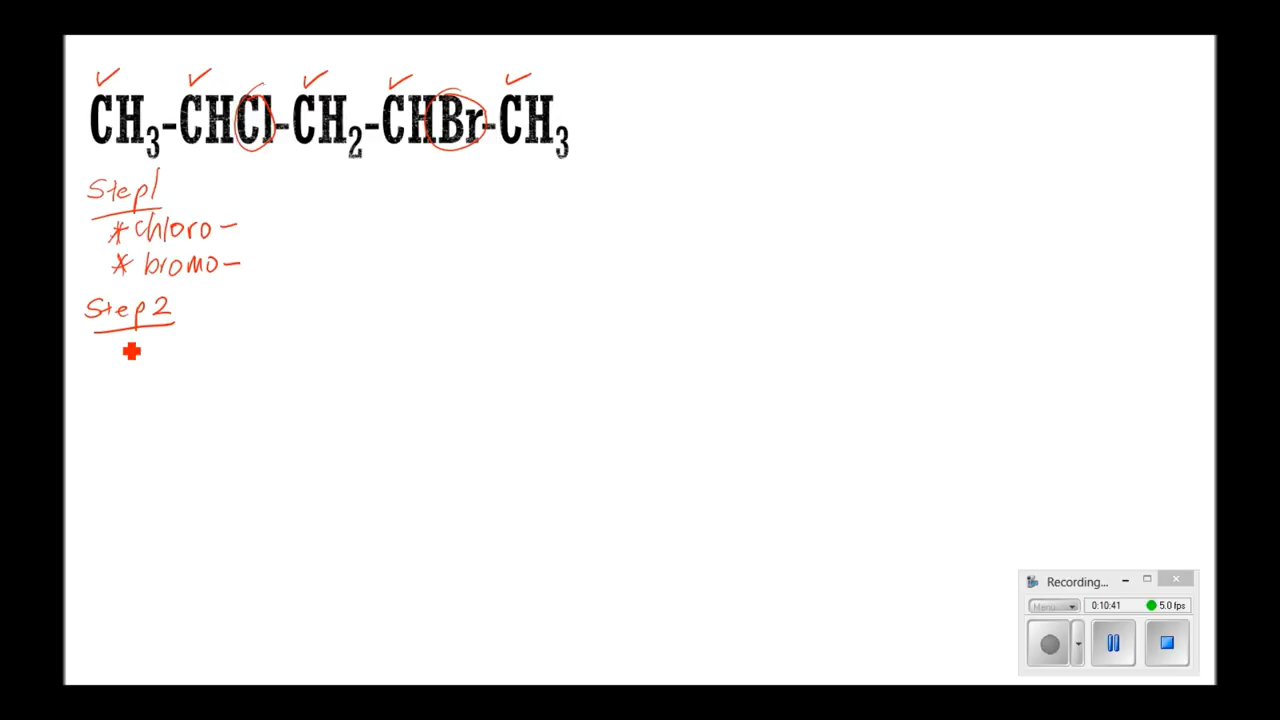 CH₃-CHCl-CH₂-CHBr-CH₃
Step1
* chloro-
* bromo-
Step 2
Recording...
Menu
0:10:41
5.0 fps